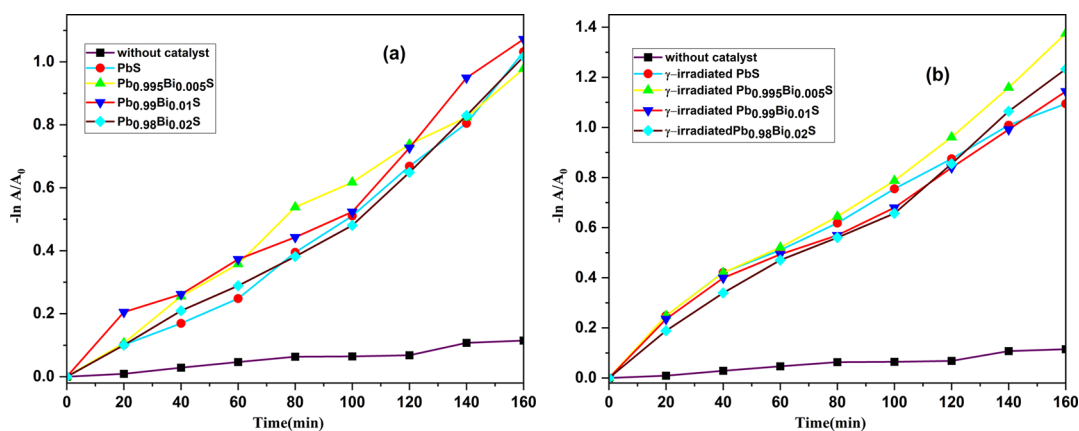 (a)
without catalyst
PbS
Pb0.995Bi0.005S
Pb0.99Bi0.01S
Pb0.98Bi0.02S
-ln A/A0
1.0
0.8
0.6
0.4
0.2
0.0
0 20 40 60 80 100 120 140 160
Time(min)
(b)
without catalyst
γ−irradiated PbS
γ−irradiated Pb0.995Bi0.005S
γ−irradiated Pb0.99Bi0.01S
γ−irradiatedPb0.98Bi0.02S
-ln A/A0
1.4
1.2
1.0
0.8
0.6
0.4
0.2
0.0
0 20 40 60 80 100 120 140 160
Time(min)